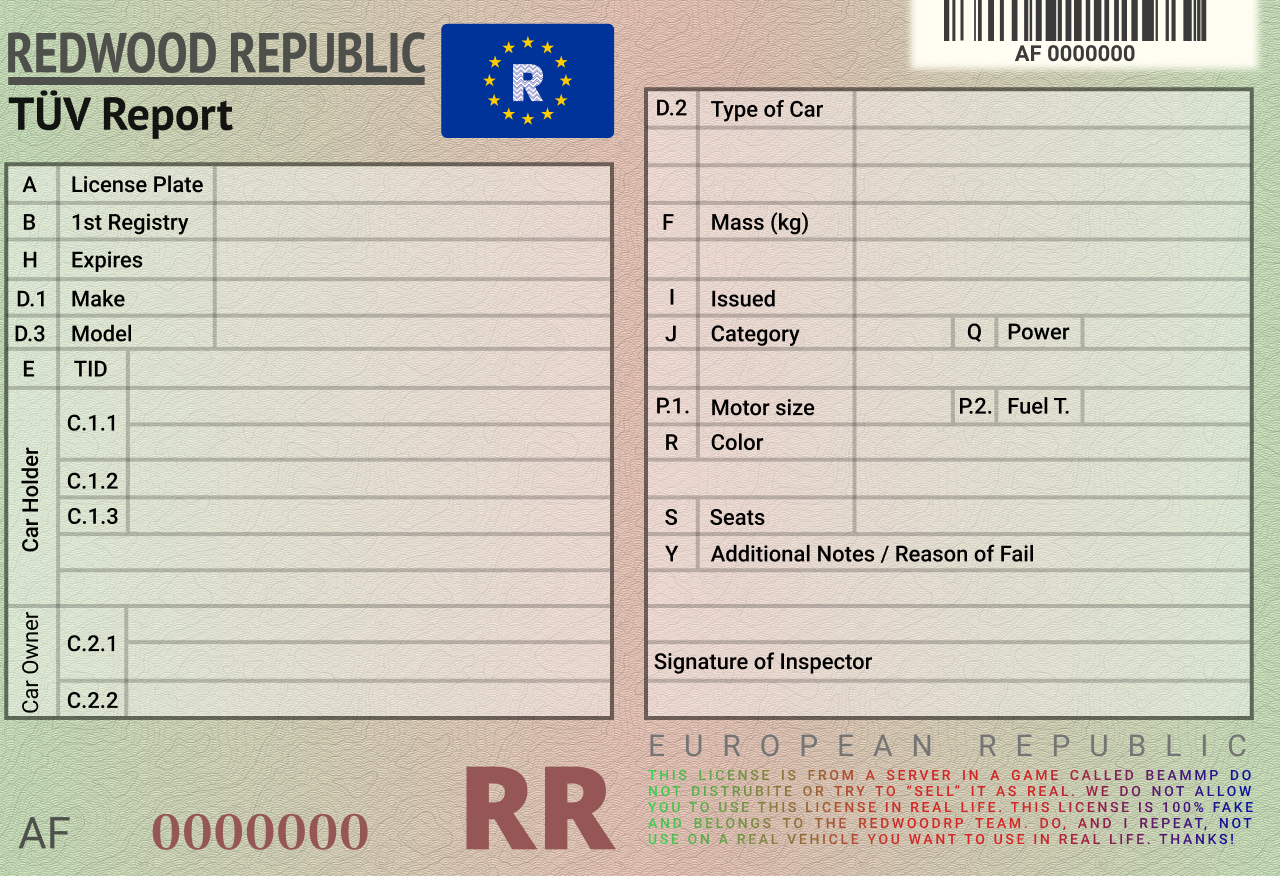 REDWOOD REPUBLIC
TÜV Report
R
A License Plate
B 1st Registry
H Expires
D.1 Make
D.3 Model
E TID
Car Holder
C.1.1
C.1.2
C.1.3
Car Owner
C.2.1
C.2.2
AF 0000000
RR
AF 0000000
D.2 Type of Car
F Mass (kg)
I Issued
J Category Q Power
P.1. Motor size P.2. Fuel T.
R Color
S Seats
Y Additional Notes / Reason of Fail
Signature of Inspector
EUROPEAN REPUBLIC
THIS LICENSE IS FROM A SERVER IN A GAME CALLED BEAMMP DO
NOT DISTRUBITE OR TRY TO "SELL" IT AS REAL. WE DO NOT ALLOW
YOU TO USE THIS LICENSE IN REAL LIFE. THIS LICENSE IS 100% FAKE
AND BELONGS TO THE REDWOODRP TEAM. DO, AND I REPEAT, NOT
USE ON A REAL VEHICLE YOU WANT TO USE IN REAL LIFE. THANKS!